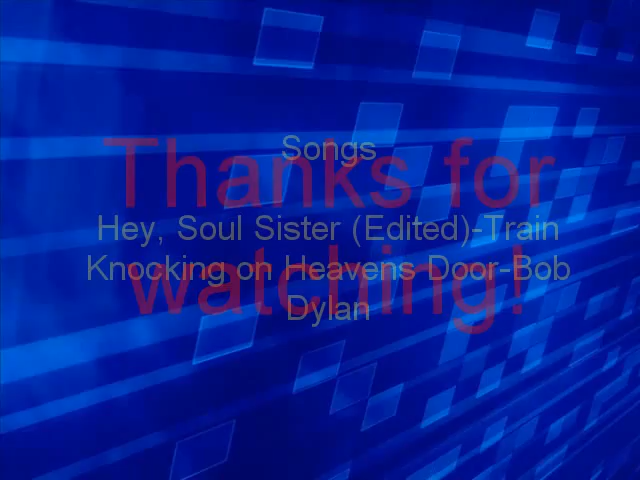 Songs
Hey, Soul Sister (Edited)-Train
Knocking on Heavens Door-Bob
Dylan
Thanks for
watching!